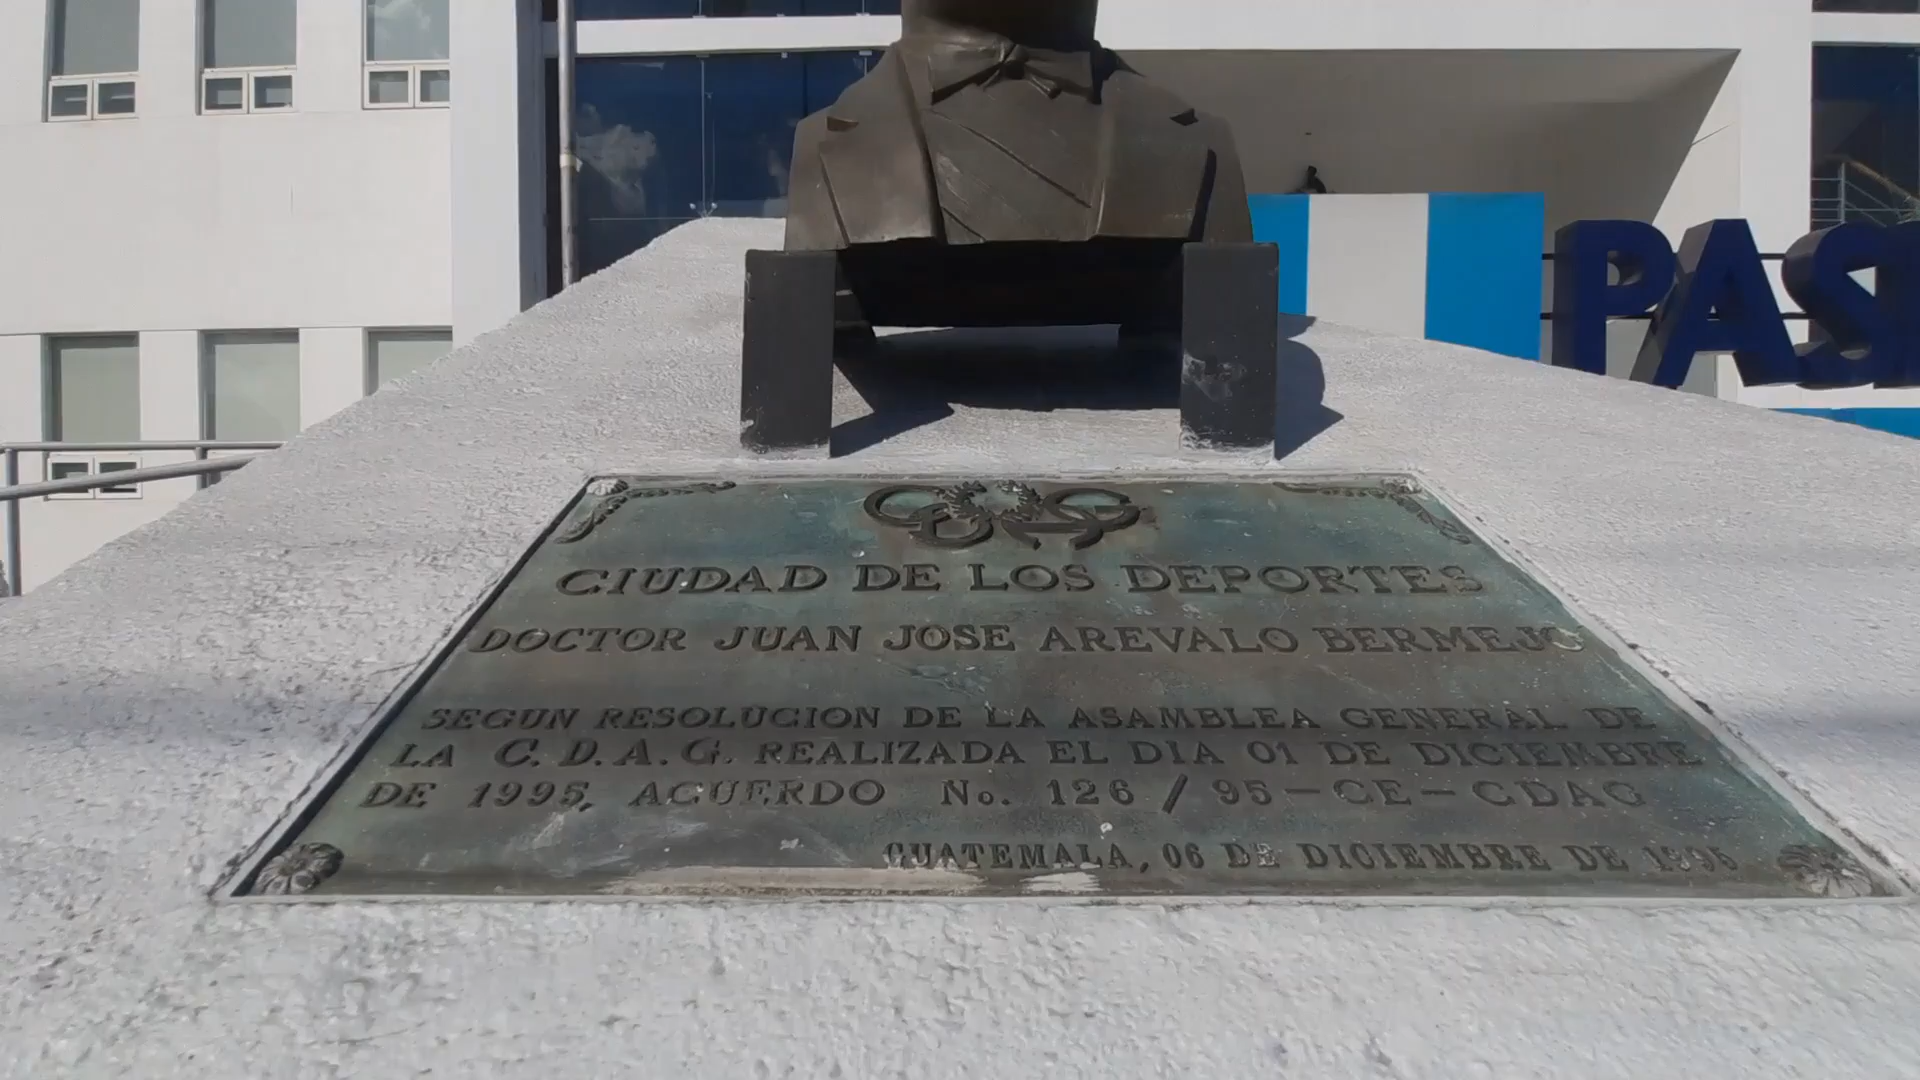 PAS
CIUDAD DE LOS DEPORTES
DOCTOR JUAN JOSE AREVALO BERMEJO
SEGUN RESOLUCION DE LA ASAMBLEA GENERAL DE
LA C.D.A.G. REALIZADA EL DIA 01 DE DICIEMBRE
DE 1995, ACUERDO No. 126 / 95-CE-CDAG
GUATEMALA, 06 DE DICIEMBRE DE 1995